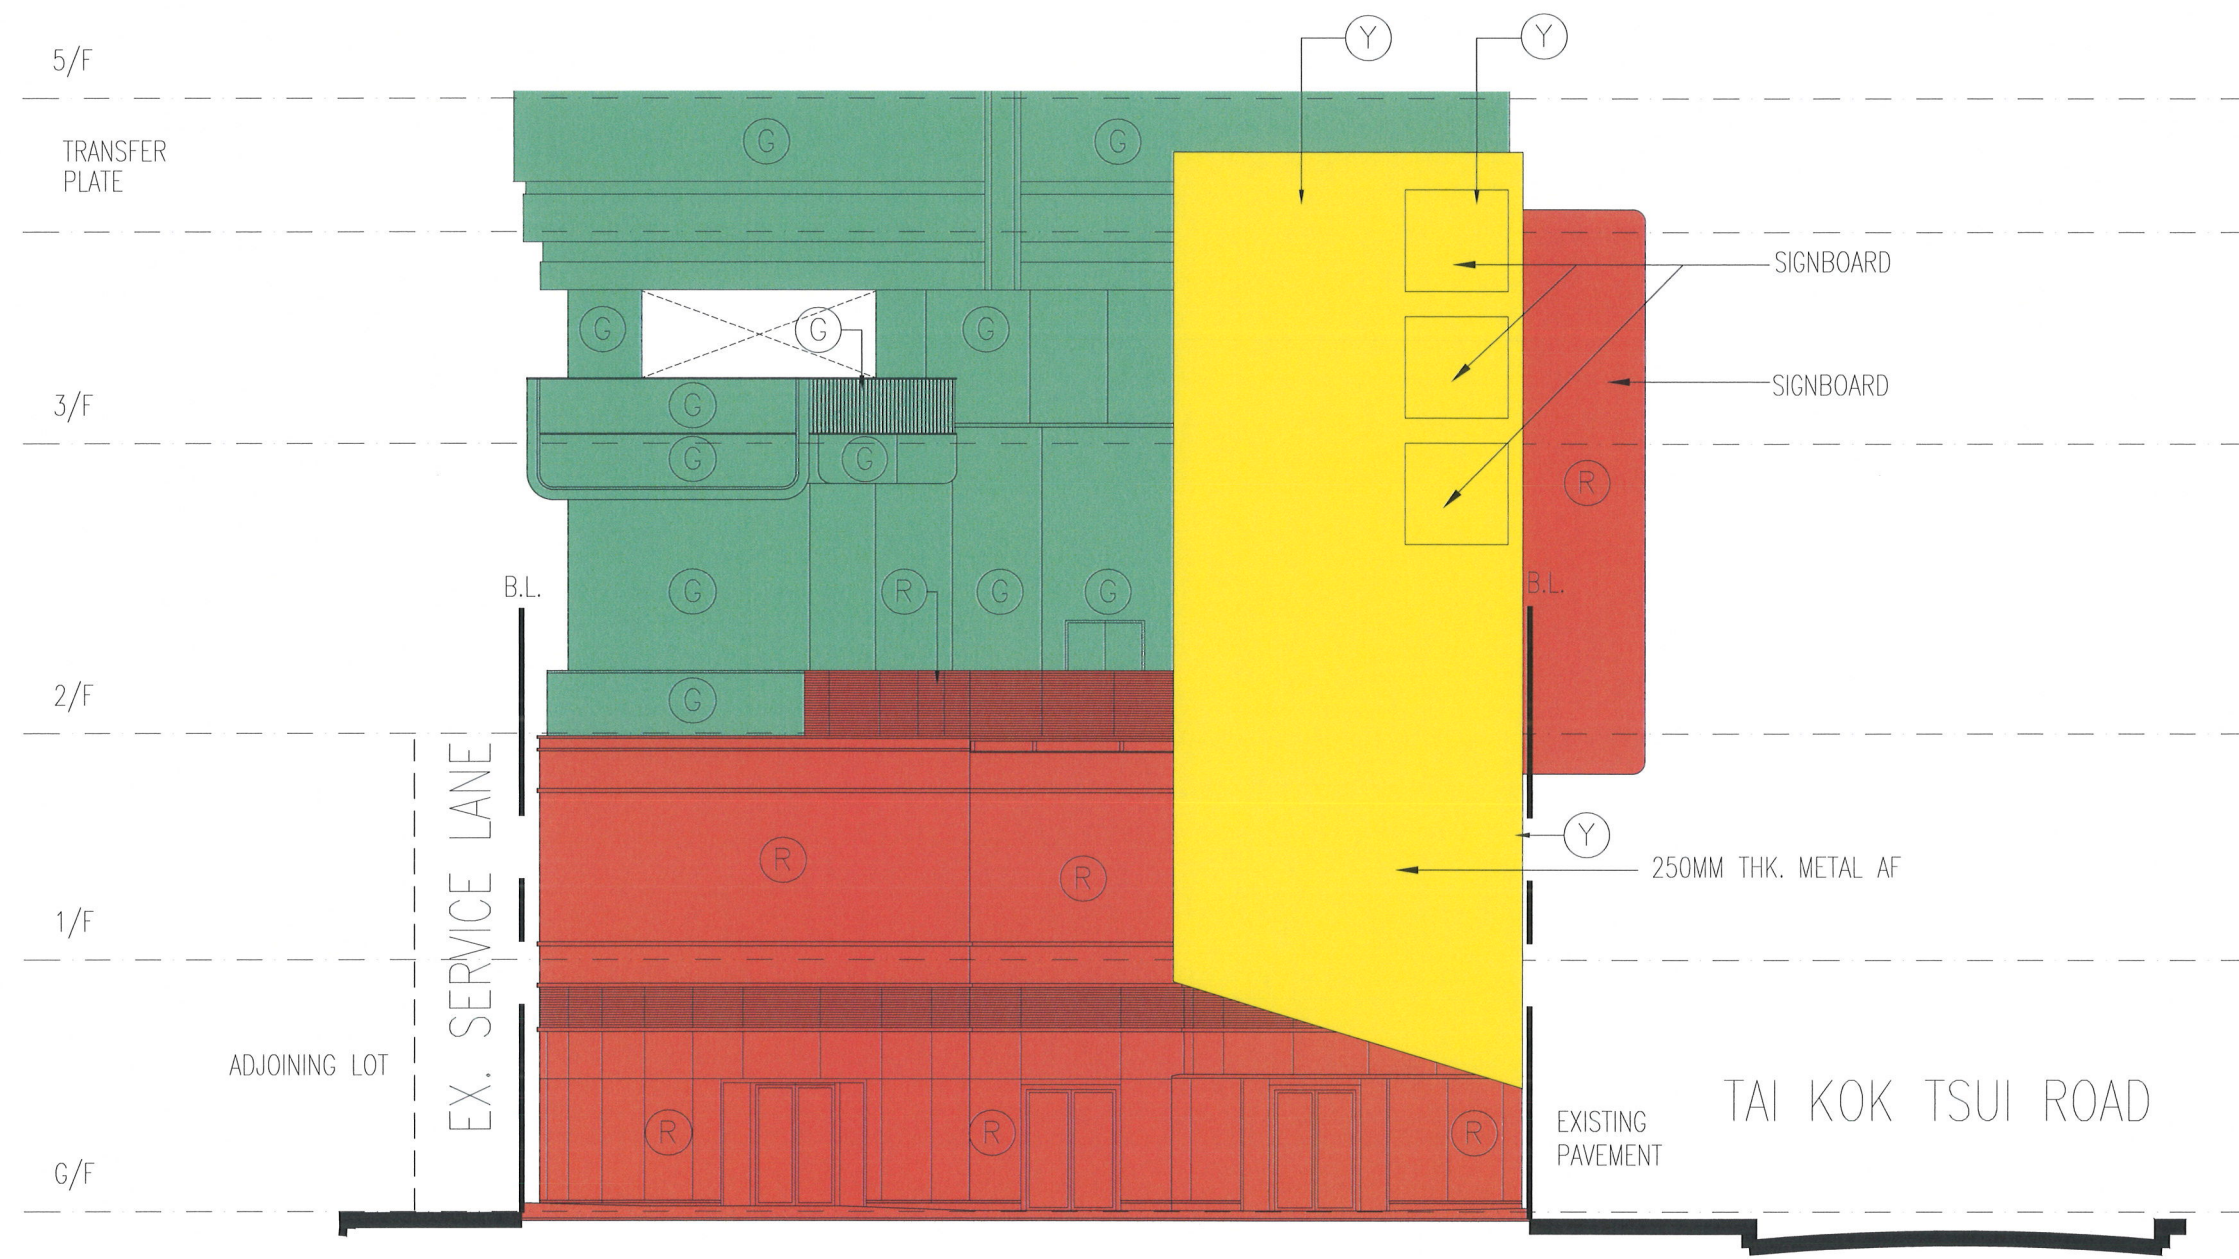 Y
Y
5/F
G
G
TRANSFER
PLATE
SIGNBOARD
G
G
G
SIGNBOARD
3/F
G
G
G
R
B.L.
G
R
G
G
B.L.
2/F
G
EX. SERVICE LANE
Y
R
R
250MM THK. METAL AF
1/F
ADJOINING LOT
TAI KOK TSUI ROAD
EXISTING
PAVEMENT
R
R
R
G/F